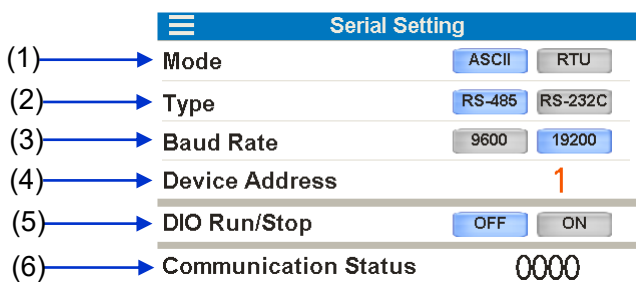 Serial Setting
(1) Mode ASCII RTU
(2) Type RS-485 RS-232C
(3) Baud Rate 9600 19200
(4) Device Address 1
(5) DIO Run/Stop OFF ON
(6) Communication Status 0000